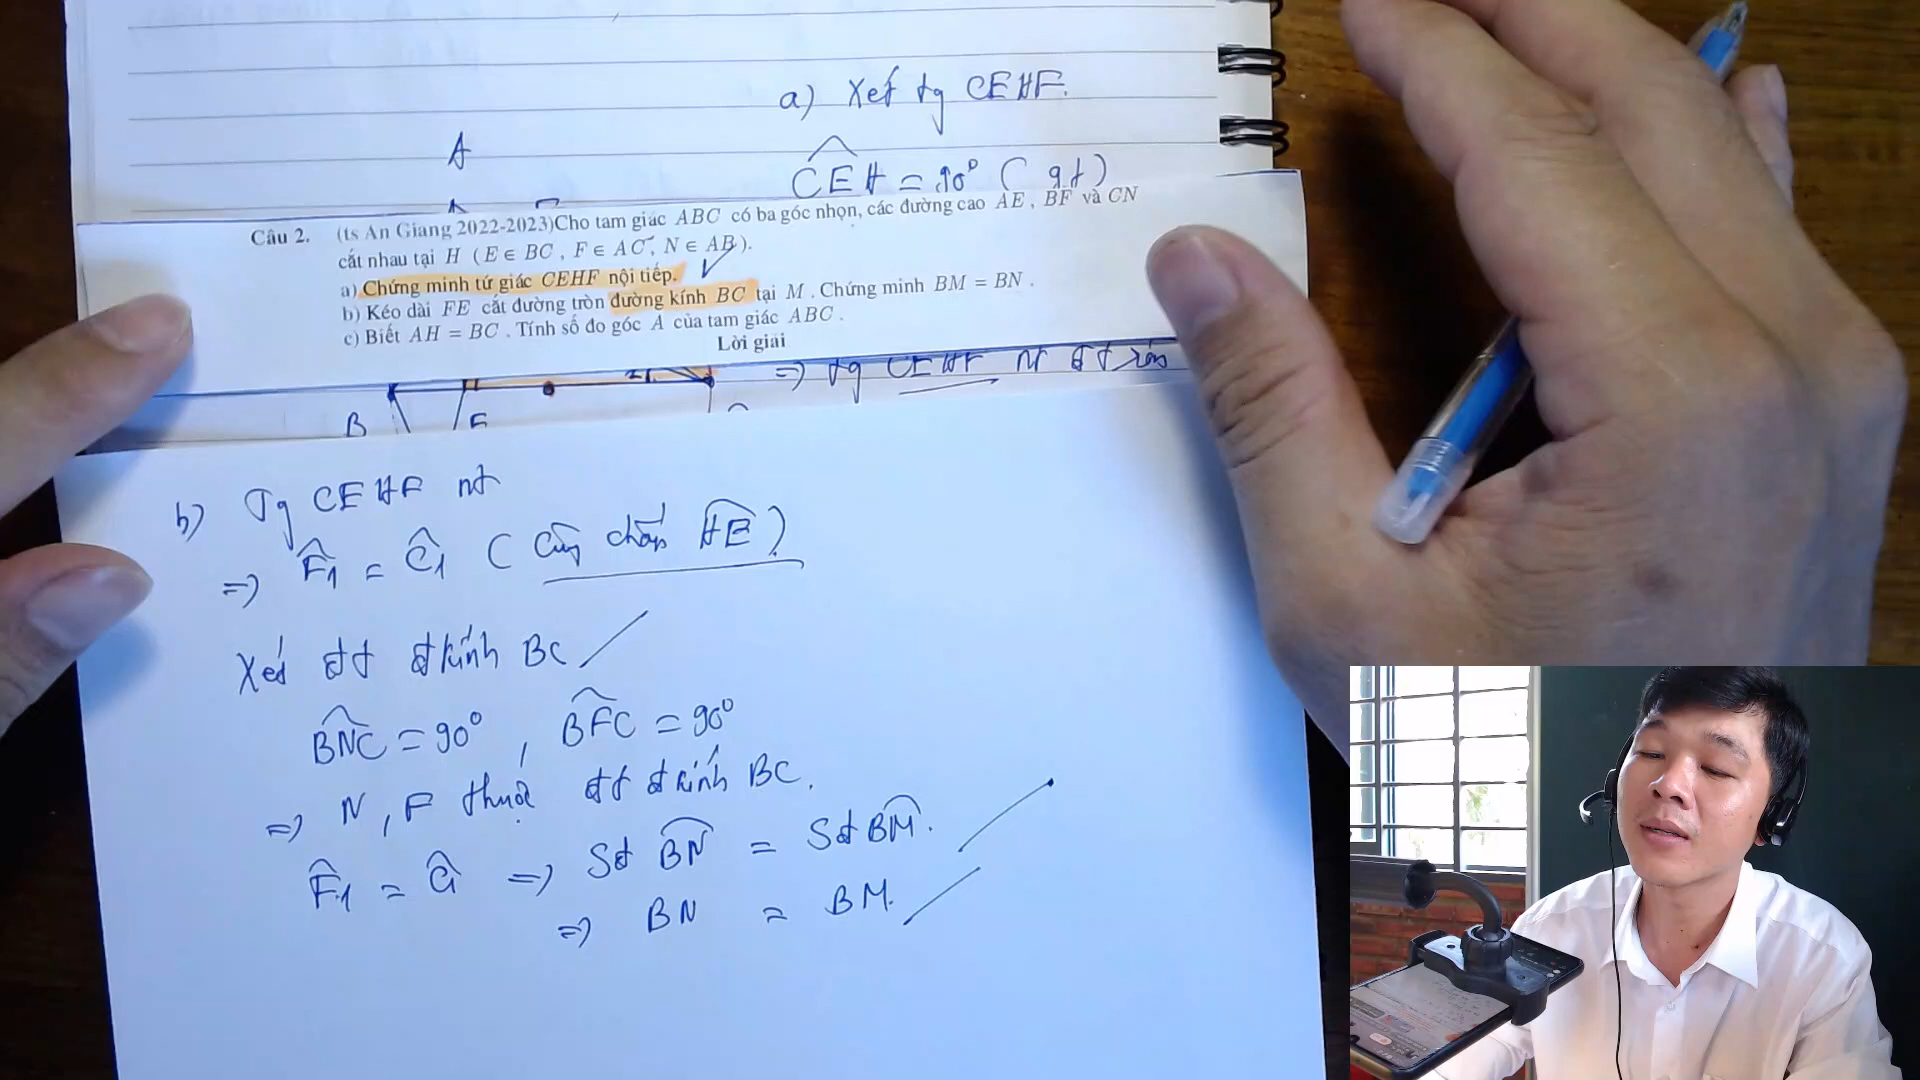 a) Xét tg CEHF.
A
CEH = 90° ( gt )
Câu 2. (ts An Giang 2022-2023)Cho tam giác ABC có ba góc nhọn, các đường cao AE , BF và CN
cắt nhau tại H ( E ∈ BC , F ∈ AC , N ∈ AB ).
a) Chứng minh tứ giác CEHF nội tiếp.
b) Kéo dài FE cắt đường tròn đường kính BC tại M . Chứng minh BM = BN .
c) Biết AH = BC . Tính số đo góc A của tam giác ABC .
Lời giải
=> tg CEHF nt đt tròn
B E
b) Tg CEHF nt
=> F̂1 = Ĉ1 ( cùng chắn HE )
Xét đt đkính BC
BNC = 90° , BFC = 90°
=> N , F thuộc đt đkính BC.
F̂1 = Ĉ1 => Sđ BN = Sđ BM.
=> BN = BM.